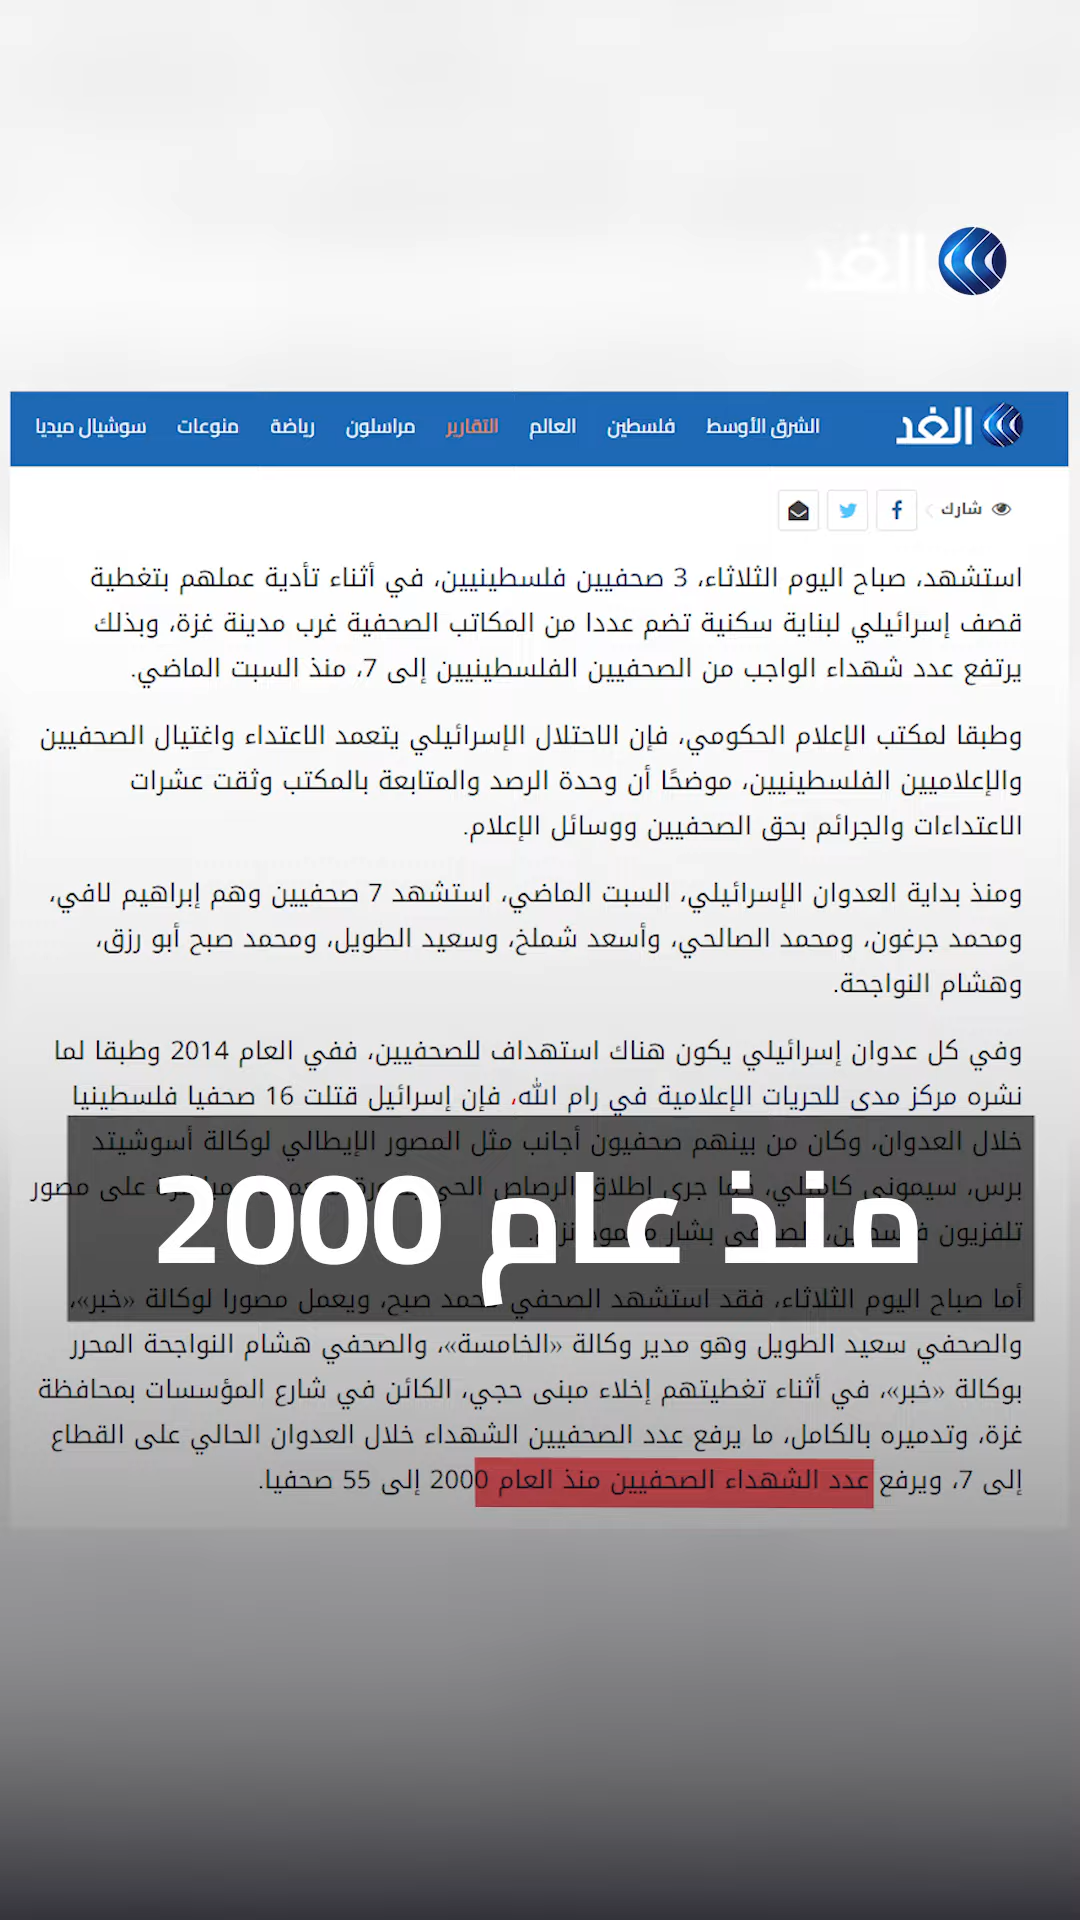 الغد
الغد
الشرق الأوسط فلسطين العالم التقارير مراسلون رياضة منوعات سوشيال ميديا
شارك
استشهد، صباح اليوم الثلاثاء، 3 صحفيين فلسطينيين، في أثناء تأدية عملهم بتغطية
قصف إسرائيلي لبناية سكنية تضم عددا من المكاتب الصحفية غرب مدينة غزة، وبذلك
يرتفع عدد شهداء الواجب من الصحفيين الفلسطينيين إلى 7، منذ السبت الماضي.
وطبقا لمكتب الإعلام الحكومي، فإن الاحتلال الإسرائيلي يتعمد الاعتداء واغتيال الصحفيين
والإعلاميين الفلسطينيين، موضحًا أن وحدة الرصد والمتابعة بالمكتب وثقت عشرات
الاعتداءات والجرائم بحق الصحفيين ووسائل الإعلام.
ومنذ بداية العدوان الإسرائيلي، السبت الماضي، استشهد 7 صحفيين وهم إبراهيم لافي،
ومحمد جرغون، ومحمد الصالحي، وأسعد شملخ، وسعيد الطويل، ومحمد صبح أبو رزق،
وهشام النواجحة.
وفي كل عدوان إسرائيلي يكون هناك استهداف للصحفيين، ففي العام 2014 وطبقا لما
نشره مركز مدى للحريات الإعلامية في رام الله، فإن إسرائيل قتلت 16 صحفيا فلسطينيا
خلال العدوان، وكان من بينهم صحفيون أجانب مثل المصور الإيطالي لوكالة أسوشيتد
برس، سيموني جرى إطلاق الرصاص على مصور
تلفزيون بشار
منذ عام 2000
أما صباح اليوم الثلاثاء، فقد استشهد الصحفي محمد صبح، ويعمل مصورا لوكالة «خبر»،
والصحفي سعيد الطويل وهو مدير وكالة «الخامسة»، والصحفي هشام النواجحة المحرر
بوكالة «خبر»، في أثناء تغطيتهم إخلاء مبنى حجي، الكائن في شارع المؤسسات بمحافظة
غزة، وتدميره بالكامل، ما يرفع عدد الصحفيين الشهداء خلال العدوان الحالي على القطاع
إلى 7، ويرفع عدد الشهداء الصحفيين منذ العام 2000 إلى 55 صحفيا.